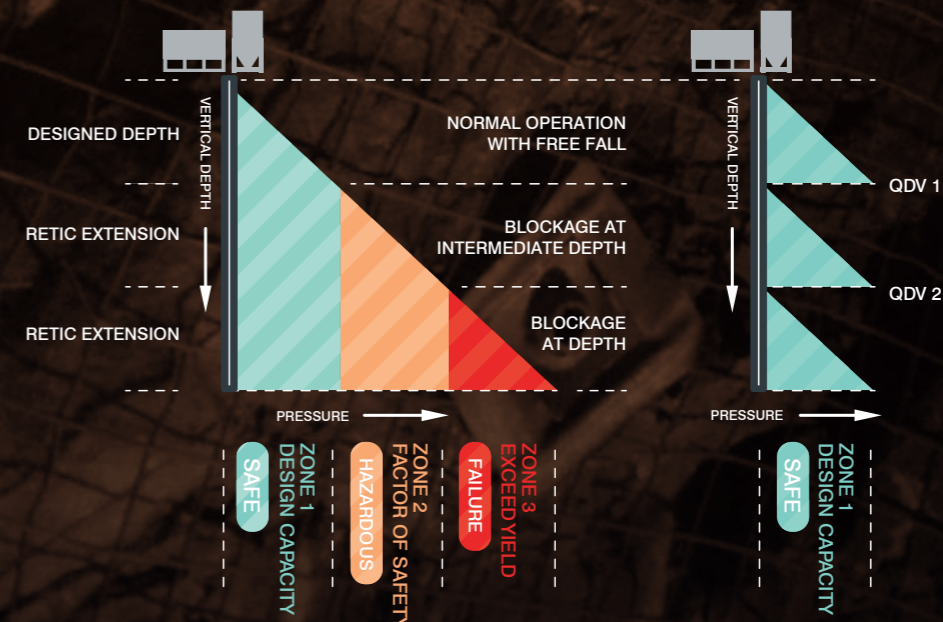 DESIGNED DEPTH
VERTICAL DEPTH
NORMAL OPERATION
WITH FREE FALL
RETIC EXTENSION
BLOCKAGE AT
INTERMEDIATE DEPTH
RETIC EXTENSION
BLOCKAGE
AT DEPTH
PRESSURE
ZONE 1
DESIGN CAPACITY
SAFE
ZONE 2
FACTOR OF SAFETY
HAZARDOUS
ZONE 3
EXCEEDYIELD
FAILURE
VERTICAL DEPTH
QDV 1
QDV 2
PRESSURE
ZONE 1
DESIGN CAPACITY
SAFE